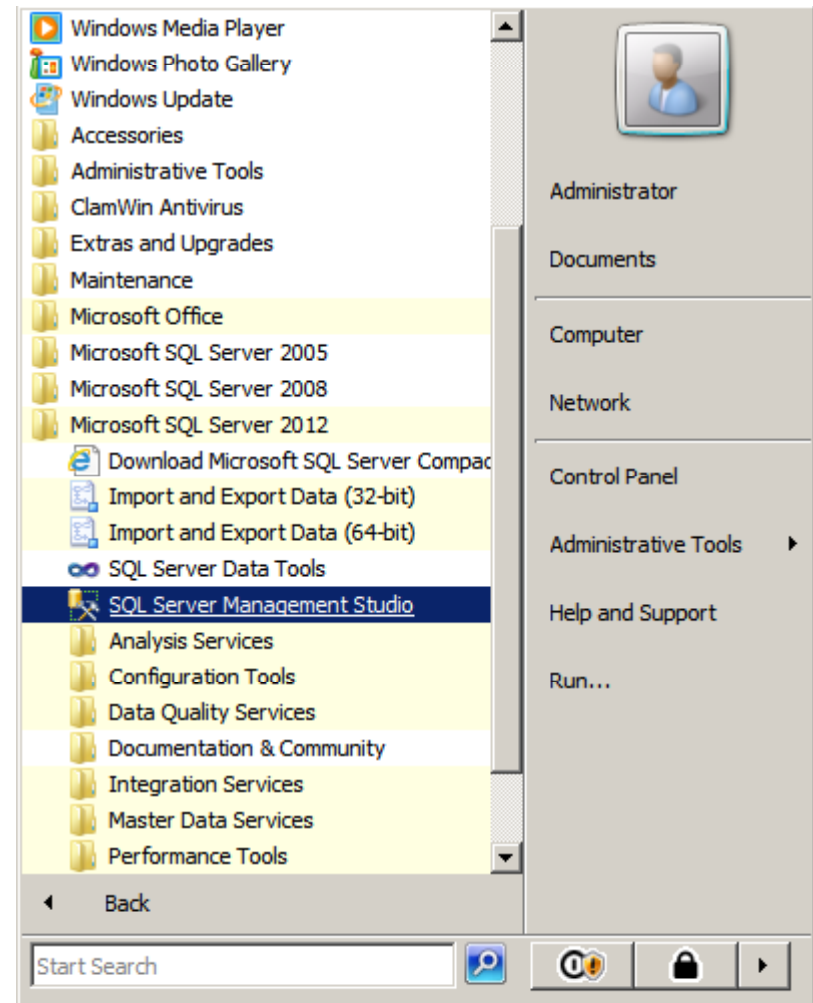 Windows Media Player
Windows Photo Gallery
Windows Update
Accessories
Administrative Tools
ClamWin Antivirus
Extras and Upgrades
Maintenance
Microsoft Office
Microsoft SQL Server 2005
Microsoft SQL Server 2008
Microsoft SQL Server 2012
Download Microsoft SQL Server Compac
Import and Export Data (32-bit)
Import and Export Data (64-bit)
SQL Server Data Tools
SQL Server Management Studio
Analysis Services
Configuration Tools
Data Quality Services
Documentation & Community
Integration Services
Master Data Services
Performance Tools
Back
Start Search
Administrator
Documents
Computer
Network
Control Panel
Administrative Tools
Help and Support
Run...